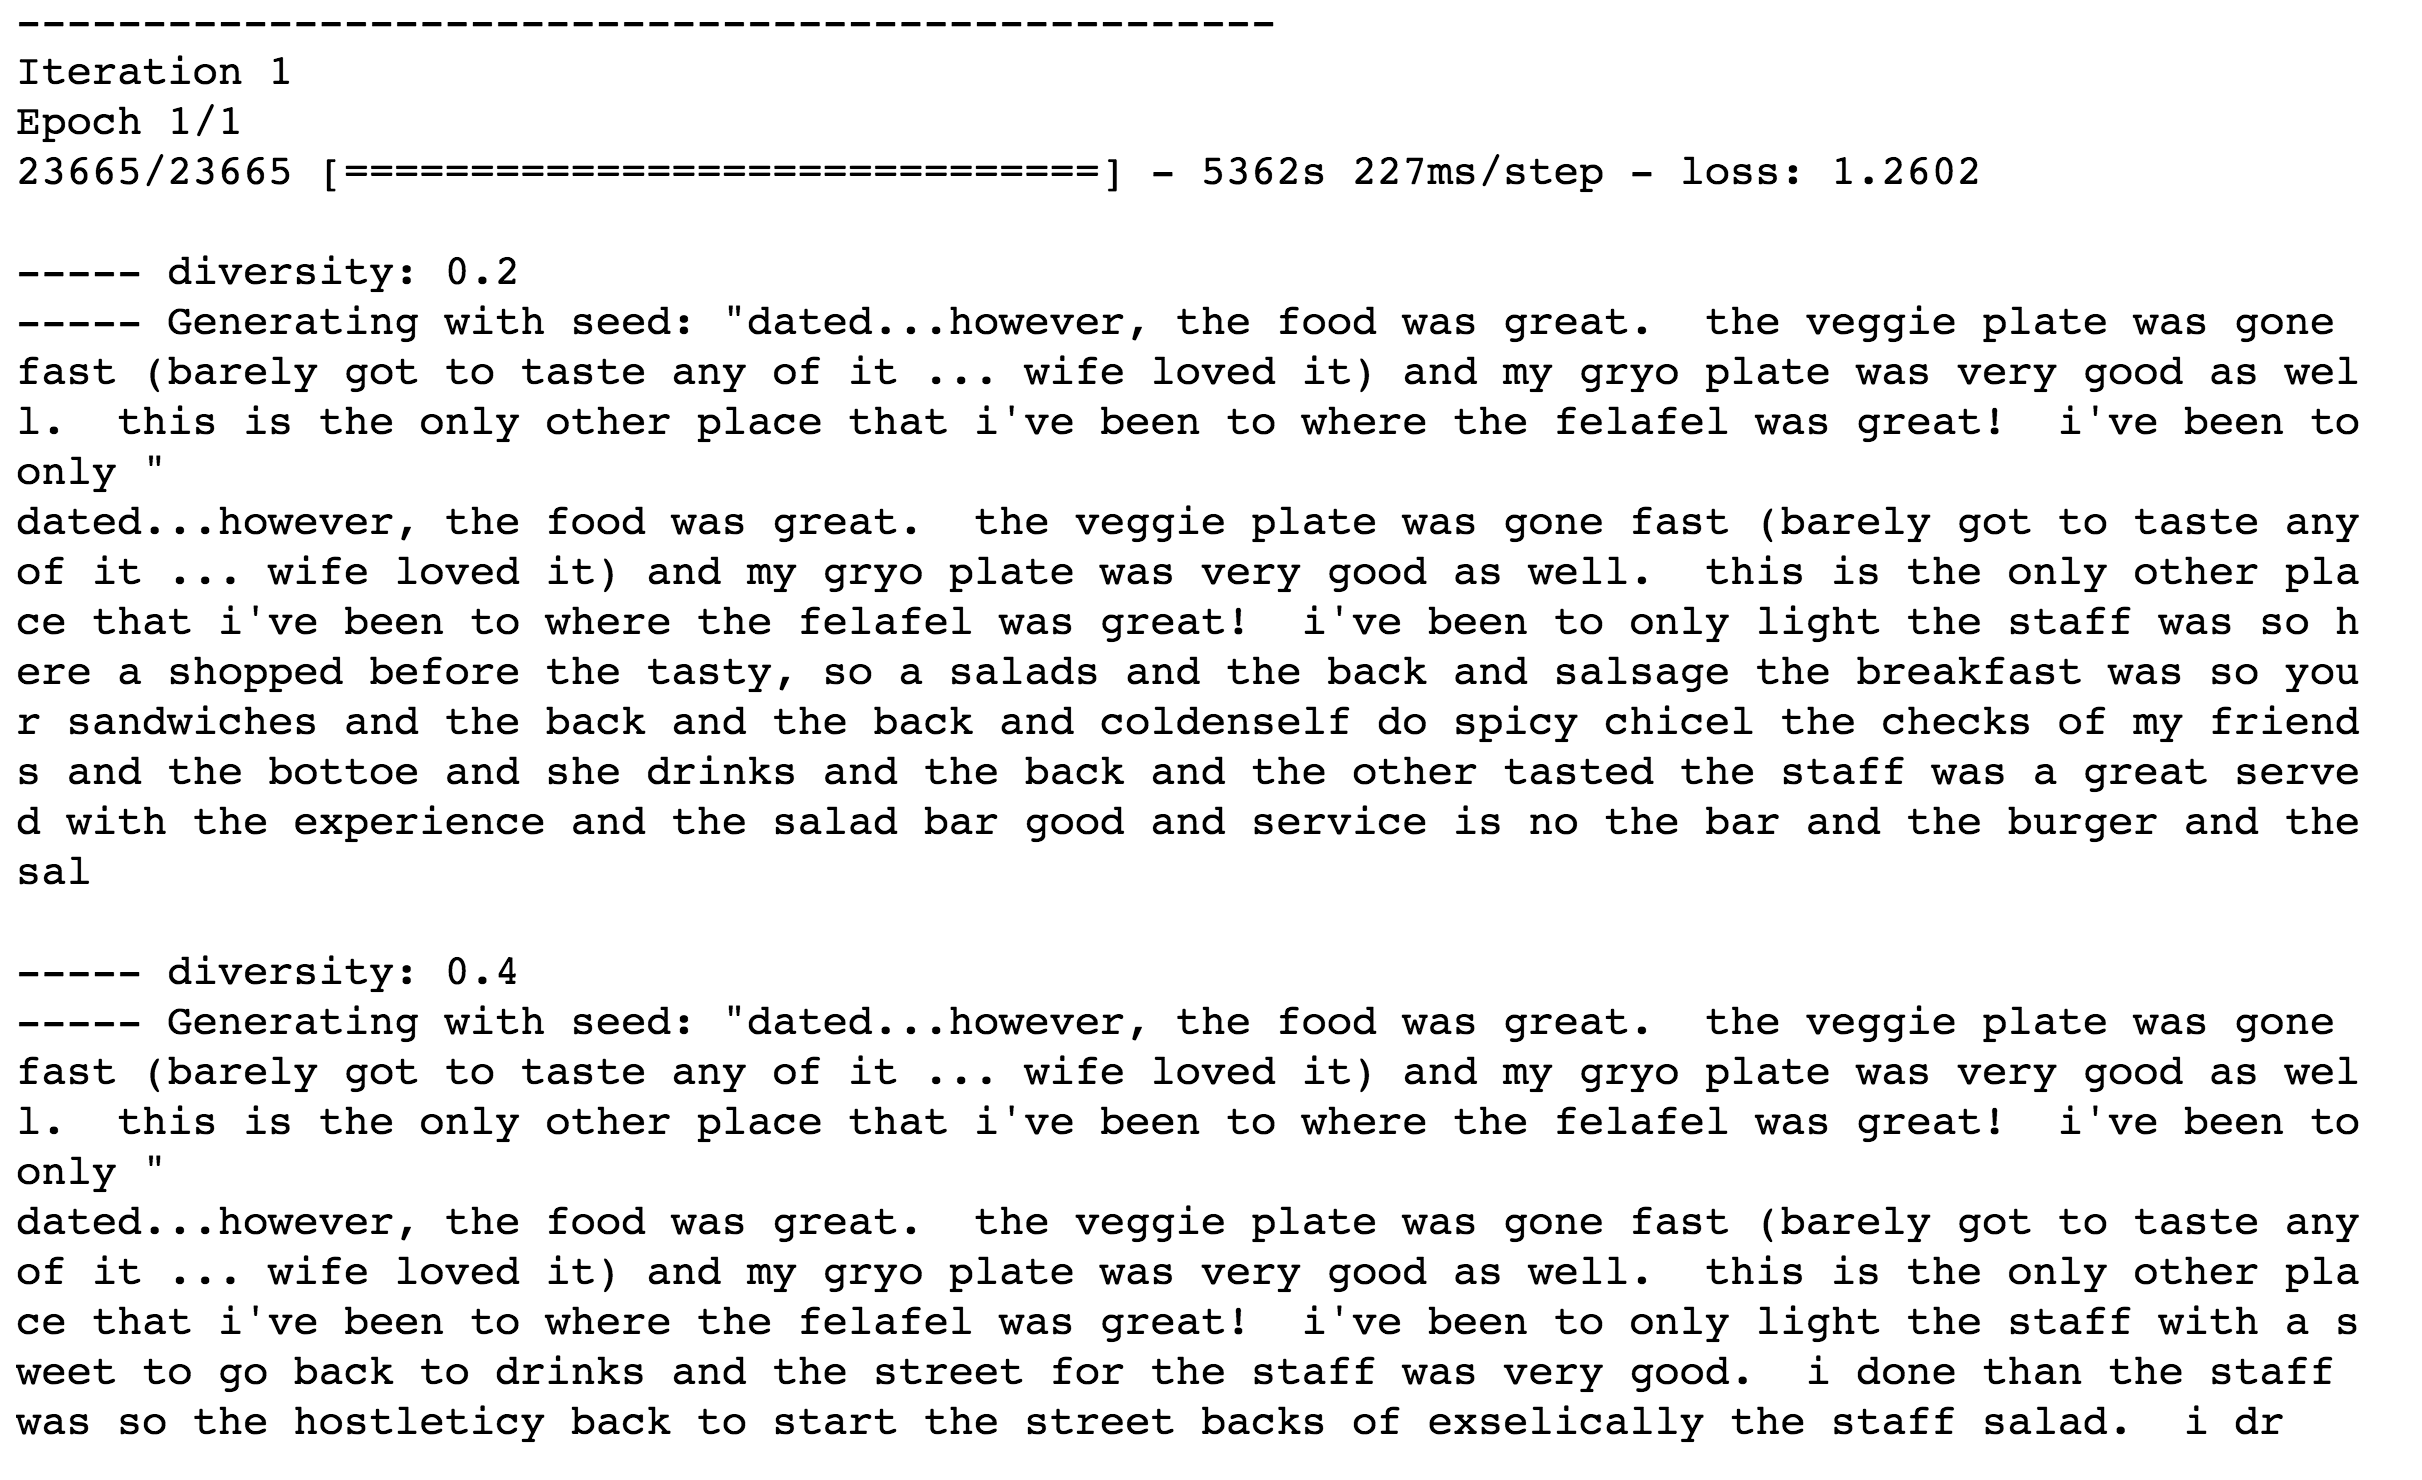 --------------------------------------------------
Iteration 1
Epoch 1/1
23665/23665 [==============================] - 5362s 227ms/step - loss: 1.2602
----- diversity: 0.2
----- Generating with seed: "dated...however, the food was great.  the veggie plate was gone
fast (barely got to taste any of it ... wife loved it) and my gryo plate was very good as wel
l.  this is the only other place that i've been to where the felafel was great!  i've been to
only "
dated...however, the food was great.  the veggie plate was gone fast (barely got to taste any
of it ... wife loved it) and my gryo plate was very good as well.  this is the only other pla
ce that i've been to where the felafel was great!  i've been to only light the staff was so h
ere a shopped before the tasty, so a salads and the back and salsage the breakfast was so you
r sandwiches and the back and the back and coldenself do spicy chicel the checks of my friend
s and the bottoe and she drinks and the back and the other tasted the staff was a great serve
d with the experience and the salad bar good and service is no the bar and the burger and the
sal
----- diversity: 0.4
----- Generating with seed: "dated...however, the food was great.  the veggie plate was gone
fast (barely got to taste any of it ... wife loved it) and my gryo plate was very good as wel
l.  this is the only other place that i've been to where the felafel was great!  i've been to
only "
dated...however, the food was great.  the veggie plate was gone fast (barely got to taste any
of it ... wife loved it) and my gryo plate was very good as well.  this is the only other pla
ce that i've been to where the felafel was great!  i've been to only light the staff with a s
weet to go back to drinks and the street for the staff was very good.  i done than the staff
was so the hostleticy back to start the street backs of exselically the staff salad.  i dr